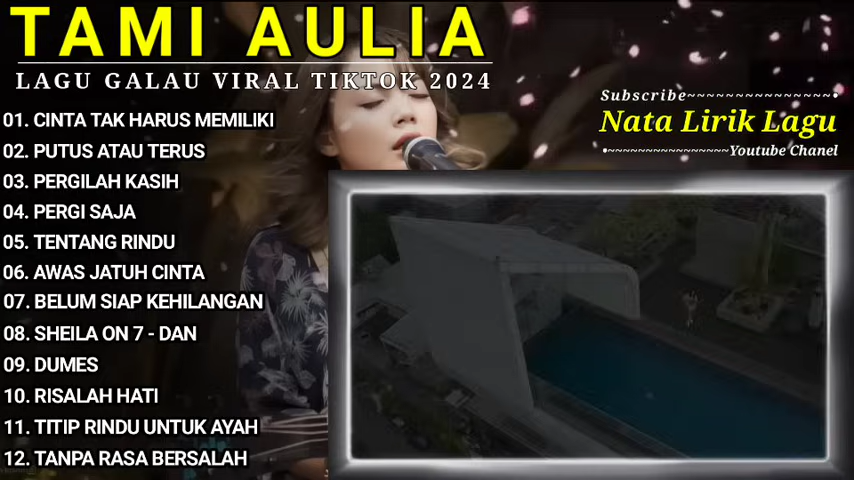 TAMI AULIA
LAGU GALAU VIRAL TIKTOK 2024
01. CINTA TAK HARUS MEMILIKI
02. PUTUS ATAU TERUS
03. PERGILAH KASIH
04. PERGI SAJA
05. TENTANG RINDU
06. AWAS JATUH CINTA
07. BELUM SIAP KEHILANGAN
08. SHEILA ON 7 - DAN
09. DUMES
10. RISALAH HATI
11. TITIP RINDU UNTUK AYAH
12. TANPA RASA BERSALAH
Subscribe~~~~~~~~~~~~~~~•
Nata Lirik Lagu
•~~~~~~~~~~~~~~~~Youtube Chanel